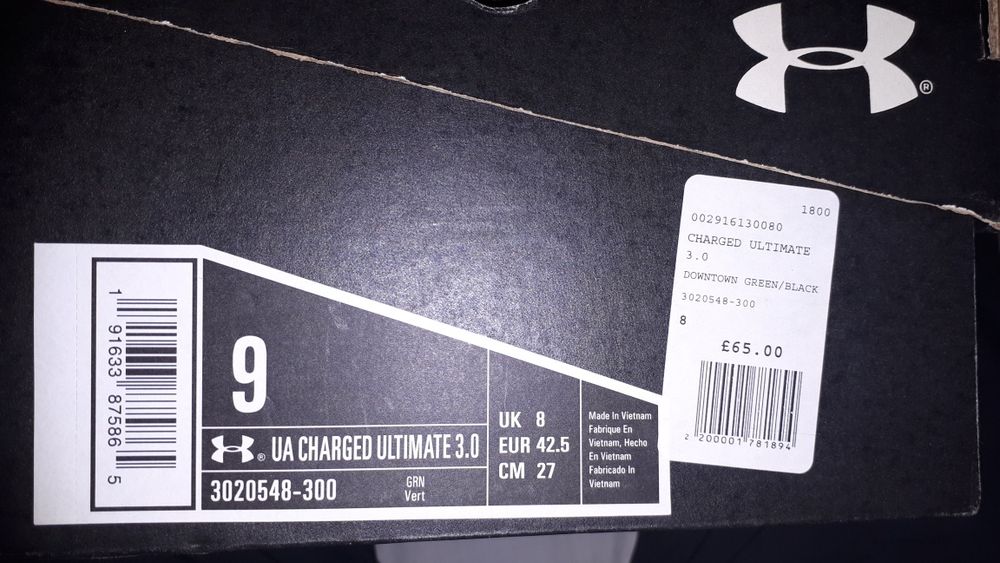 ®
1800
002916130080
CHARGED ULTIMATE
3.0
DOWNTOWN GREEN/BLACK
3020548-300
8
£65.00
2 200001 781894
1 91633 87586 5
9
® UA CHARGED ULTIMATE 3.0
3020548-300
GRN
Vert
UK 8
EUR 42.5
CM 27
Made In Vietnam
Fabrique En
Vietnam, Hecho
En Vietnam
Fabricado In
Vietnam